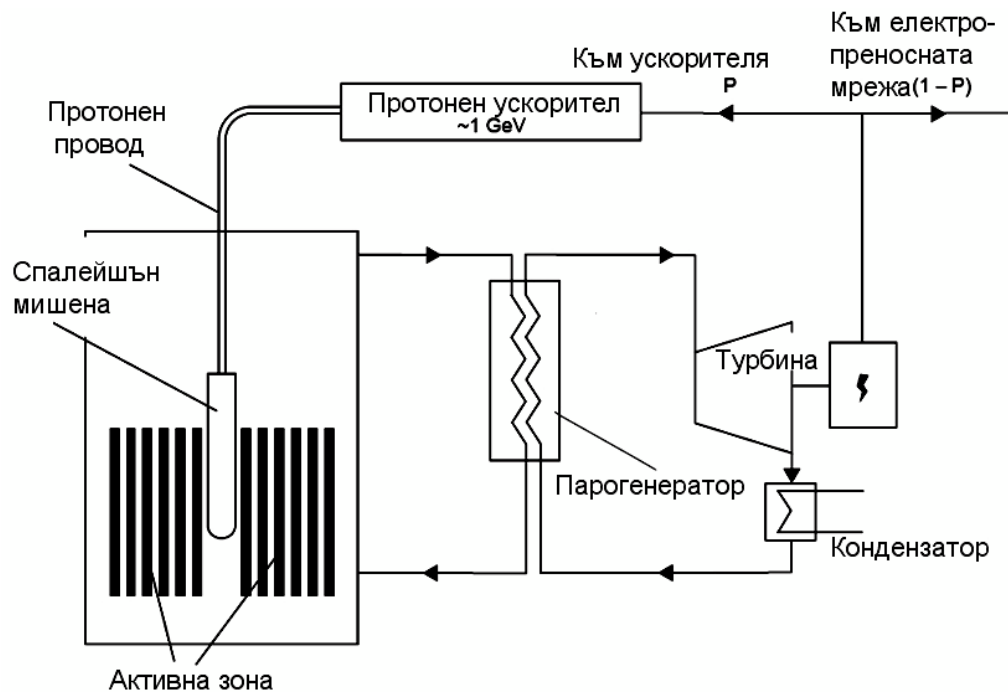 Към електро-
преносната
мрежа(1 – P)
Към ускорителя
P
Протонен ускорител
~1 GeV
Протонен
провод
Спалейшън
мишена
Турбина
Парогенератор
Кондензатор
Активна зона